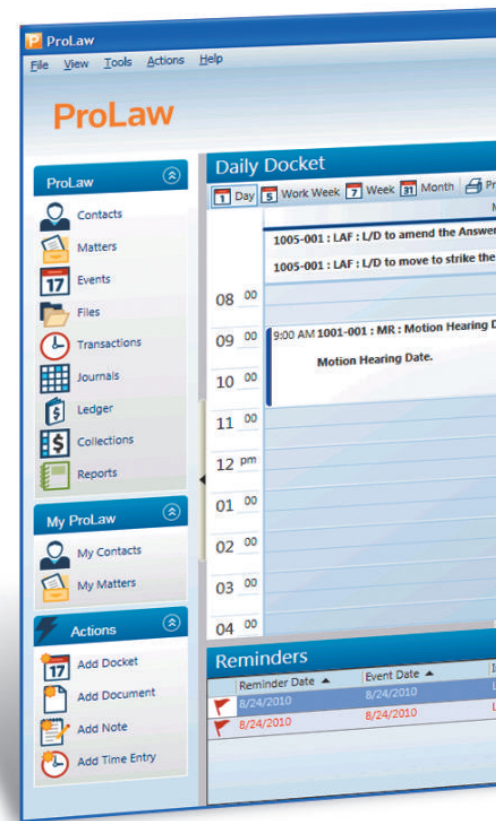 ProLaw
File View Tools Actions Help
ProLaw
ProLaw
Contacts
Matters
17 Events
Files
Transactions
Journals
$ Ledger
$ Collections
Reports
My ProLaw
My Contacts
My Matters
Actions
17 Add Docket
Add Document
Add Note
Add Time Entry
Daily Docket
1 Day 5 Work Week 7 Week 31 Month Pr
1005-001 : LAF : L/D to amend the Answer
1005-001 : LAF : L/D to move to strike the
08 00
09 00 9:00 AM 1001-001 : MR : Motion Hearing D
Motion Hearing Date.
10 00
11 00
12 pm
01 00
02 00
03 00
04 00
Reminders
Reminder Date Event Date
8/24/2010 8/24/2010
8/24/2010 8/24/2010